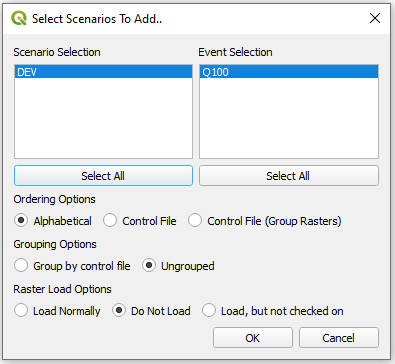 Select Scenarios To Add..
Scenario Selection Event Selection
DEV Q100
Select All Select All
Ordering Options
Alphabetical Control File Control File (Group Rasters)
Grouping Options
Group by control file Ungrouped
Raster Load Options
Load Normally Do Not Load Load, but not checked on
OK Cancel